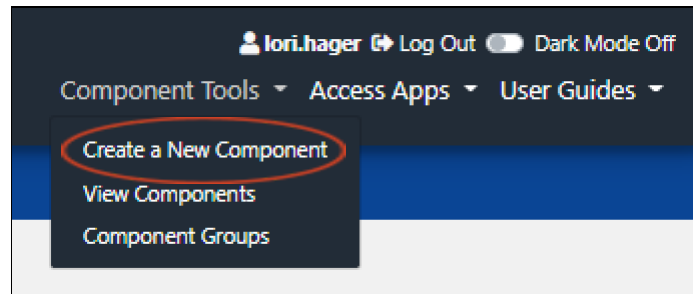 lori.hager Log Out Dark Mode Off
Component Tools Access Apps User Guides
Create a New Component
View Components
Component Groups